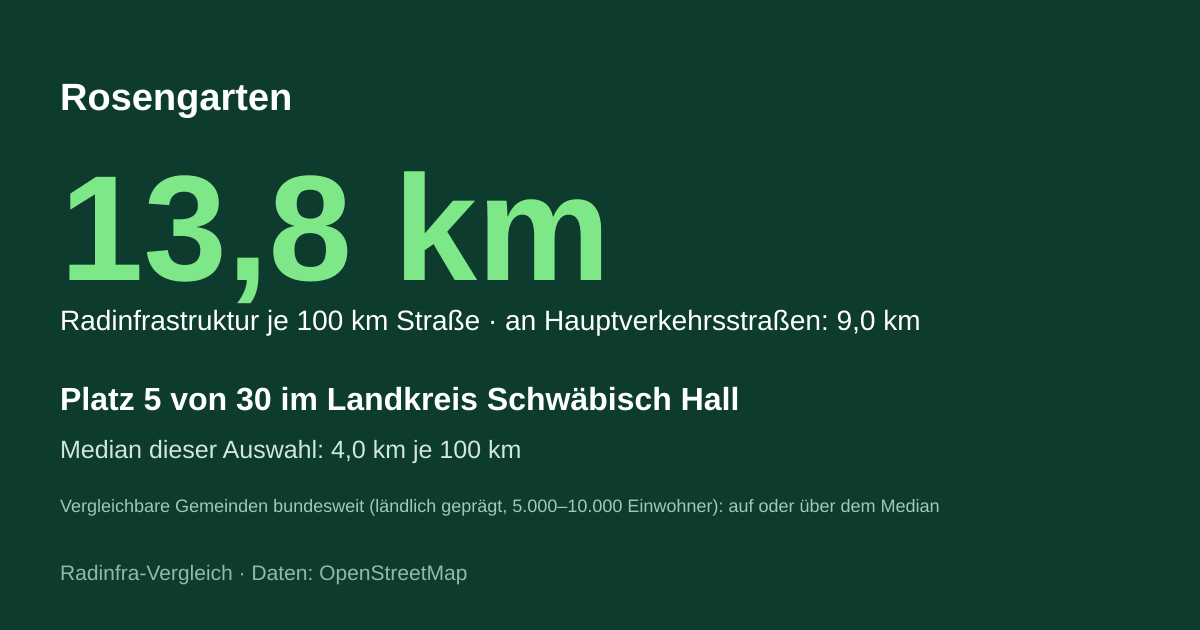 Rosengarten
13,8 km
Radinfrastruktur je 100 km Straße · an Hauptverkehrsstraßen: 9,0 km
Platz 5 von 30 im Landkreis Schwäbisch Hall
Median dieser Auswahl: 4,0 km je 100 km
Vergleichbare Gemeinden bundesweit (ländlich geprägt, 5.000–10.000 Einwohner): auf oder über dem Median
Radinfra-Vergleich · Daten: OpenStreetMap